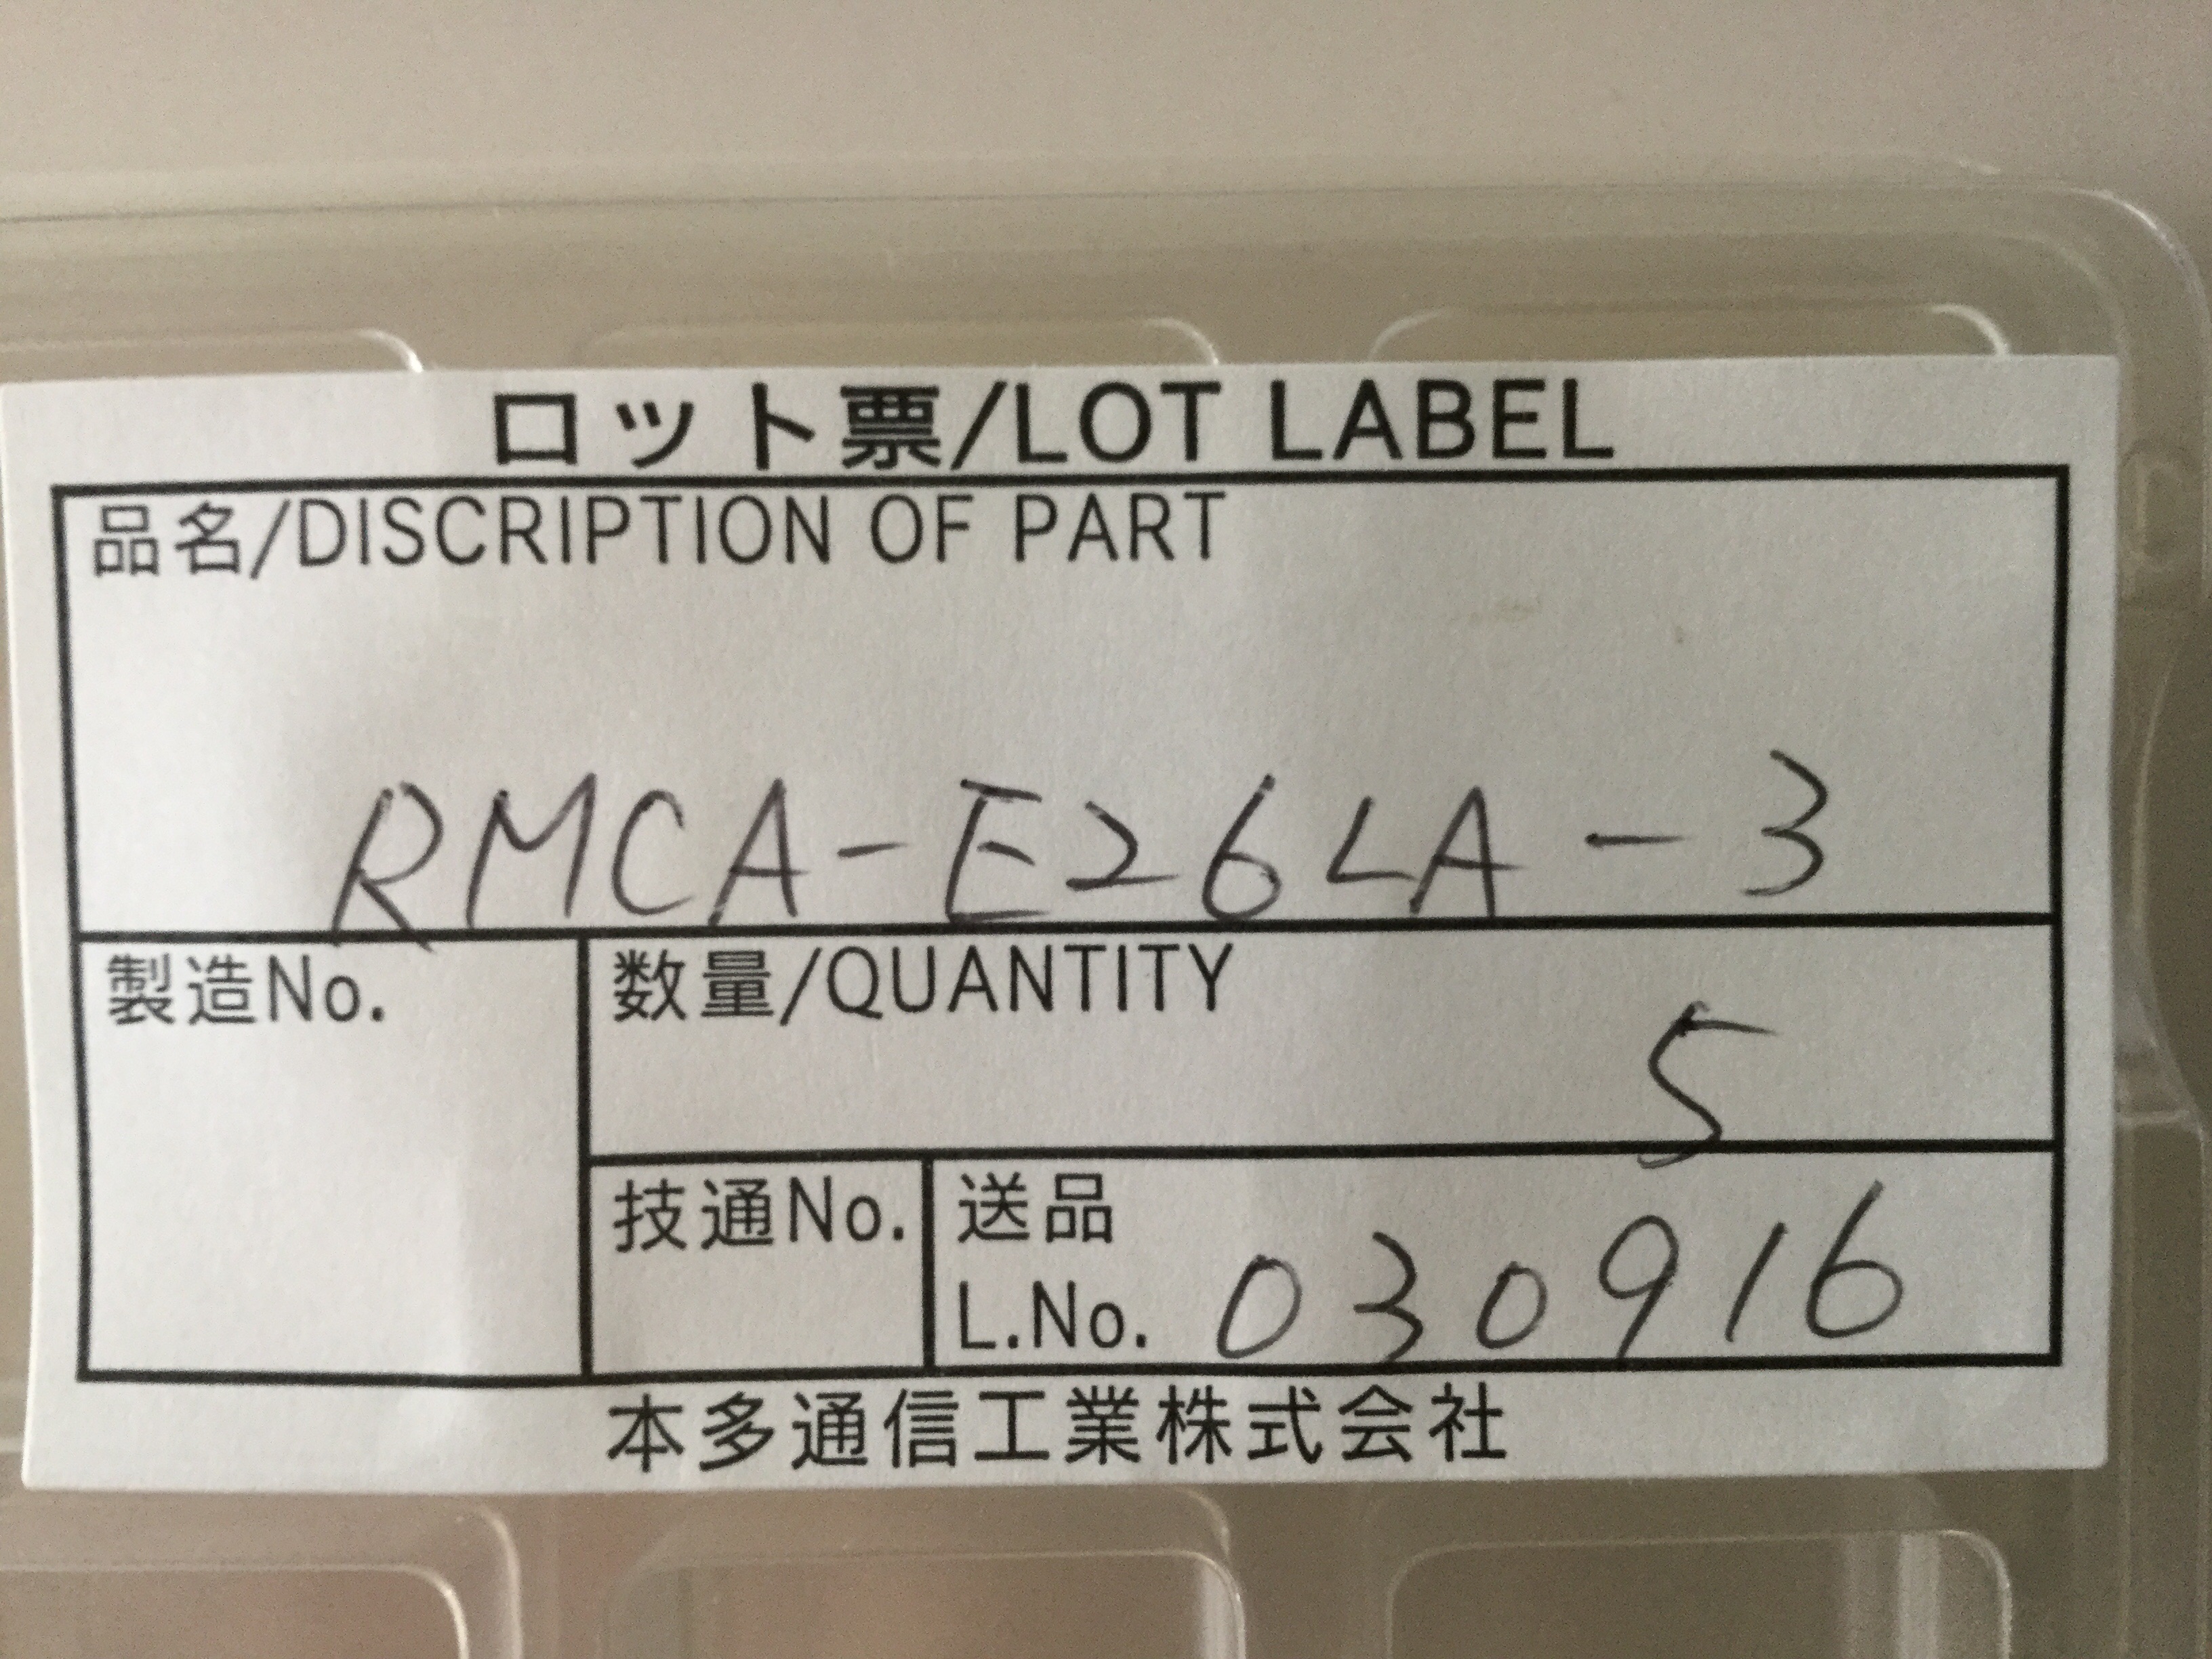 ロット票/LOT LABEL
品名/DISCRIPTION OF PART
RMCA-E26LA-3
製造No.
数量/QUANTITY
5
技通No.
送品
L.No. 030916
本多通信工業株式会社